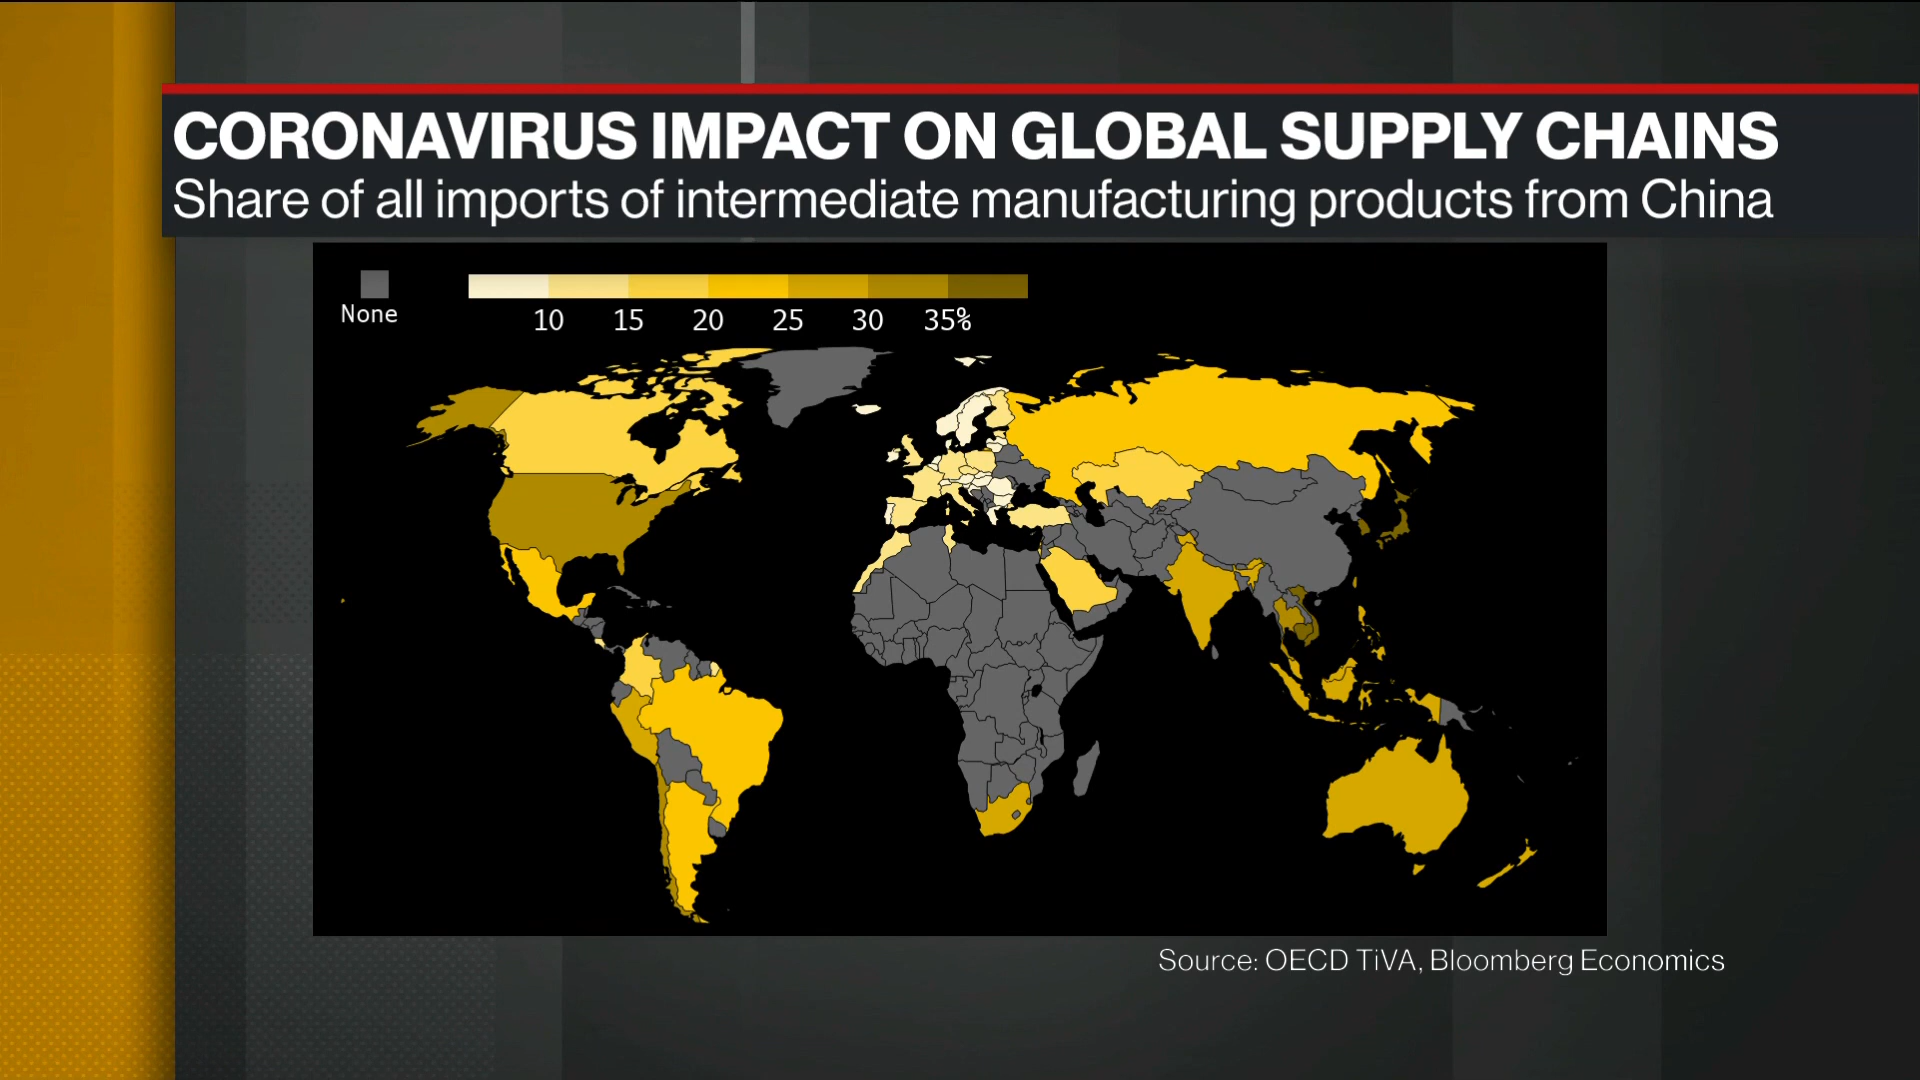 CORONAVIRUS IMPACT ON GLOBAL SUPPLY CHAINS
Share of all imports of intermediate manufacturing products from China
None
10 15 20 25 30 35%
Source: OECD TiVA, Bloomberg Economics